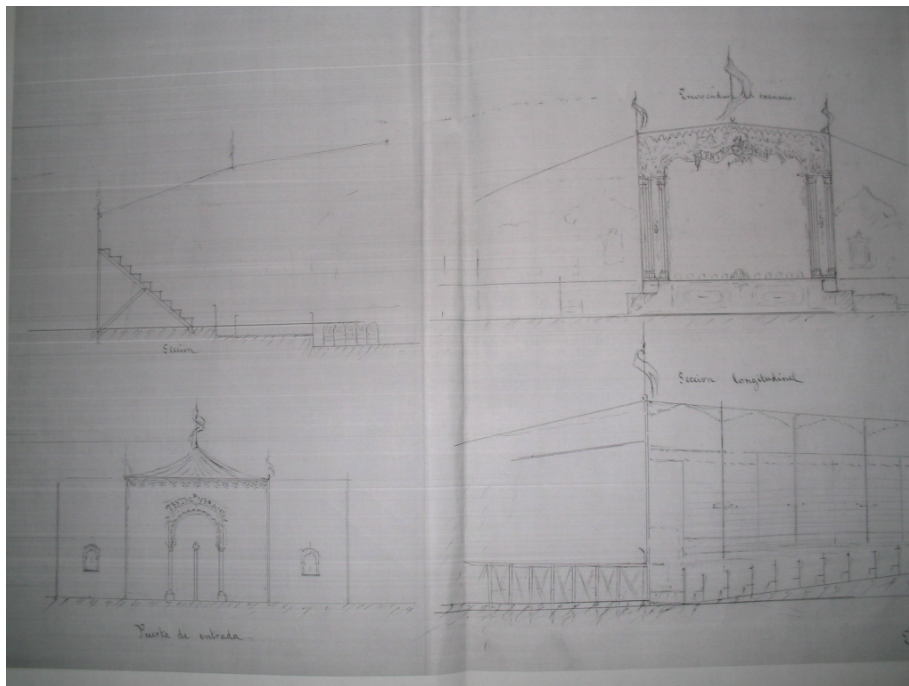 Embocadura del escenario.
Seccion
Seccion Longitudinal
Puerta de entrada